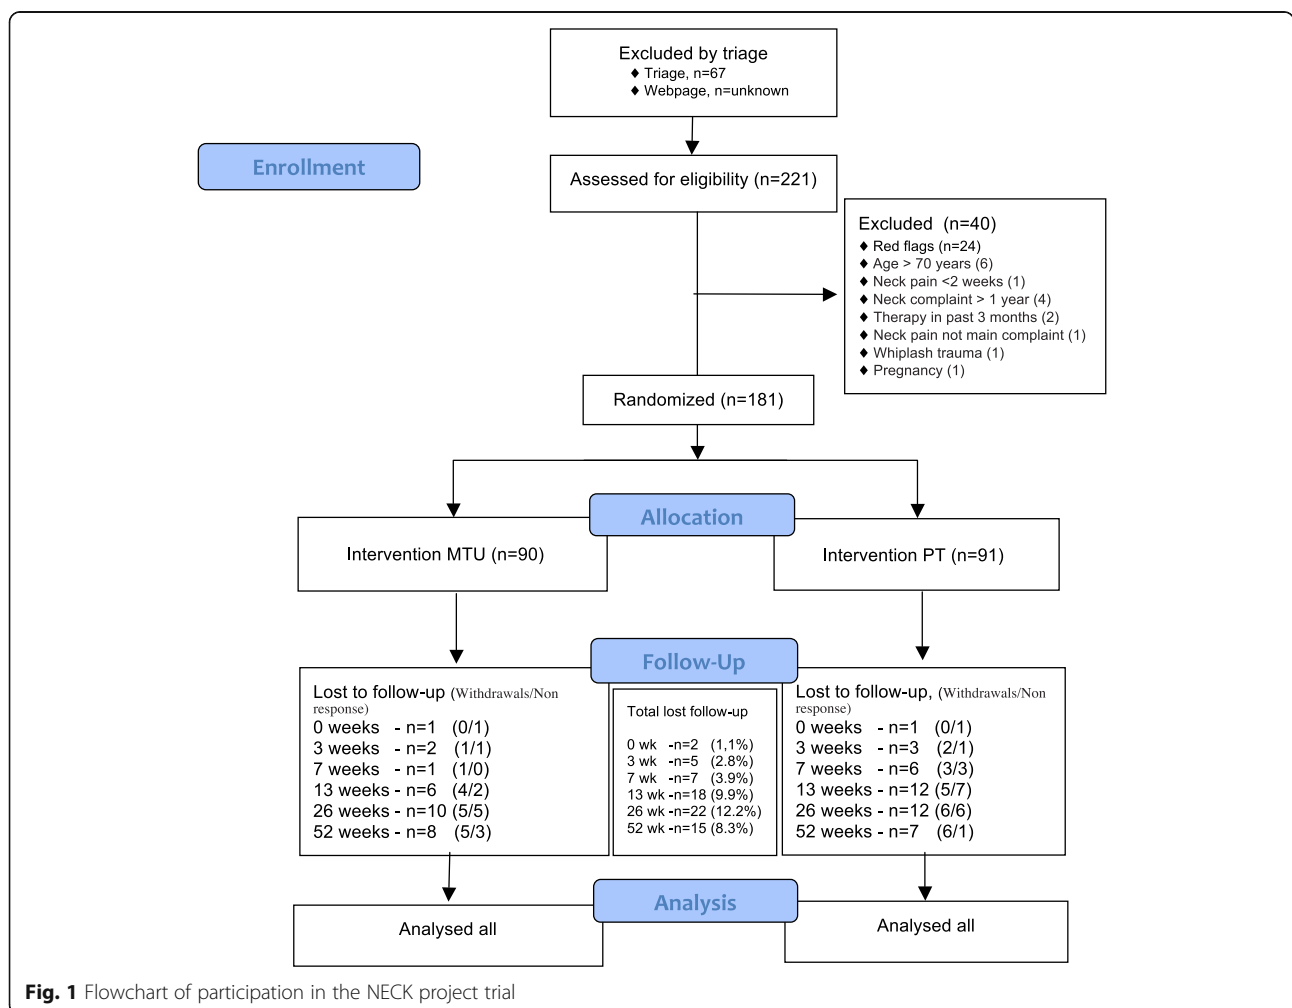 Excluded by triage
♦ Triage, n=67
♦ Webpage, n=unknown
Enrollment
Assessed for eligibility (n=221)
Excluded (n=40)
♦ Red flags (n=24)
♦ Age > 70 years (6)
♦ Neck pain <2 weeks (1)
♦ Neck complaint > 1 year (4)
♦ Therapy in past 3 months (2)
♦ Neck pain not main complaint (1)
♦ Whiplash trauma (1)
♦ Pregnancy (1)
Randomized (n=181)
Allocation
Intervention MTU (n=90)
Intervention PT (n=91)
Follow-Up
Lost to follow-up (Withdrawals/Non
response)
0 weeks - n=1 (0/1)
3 weeks - n=2 (1/1)
7 weeks - n=1 (1/0)
13 weeks - n=6 (4/2)
26 weeks - n=10 (5/5)
52 weeks - n=8 (5/3)
Total lost follow-up
0 wk -n=2 (1,1%)
3 wk -n=5 (2.8%)
7 wk -n=7 (3.9%)
13 wk -n=18 (9.9%)
26 wk -n=22 (12.2%)
52 wk -n=15 (8.3%)
Lost to follow-up, (Withdrawals/Non
response)
0 weeks - n=1 (0/1)
3 weeks - n=3 (2/1)
7 weeks - n=6 (3/3)
13 weeks - n=12 (5/7)
26 weeks - n=12 (6/6)
52 weeks - n=7 (6/1)
Analysis
Analysed all
Analysed all
Fig. 1 Flowchart of participation in the NECK project trial